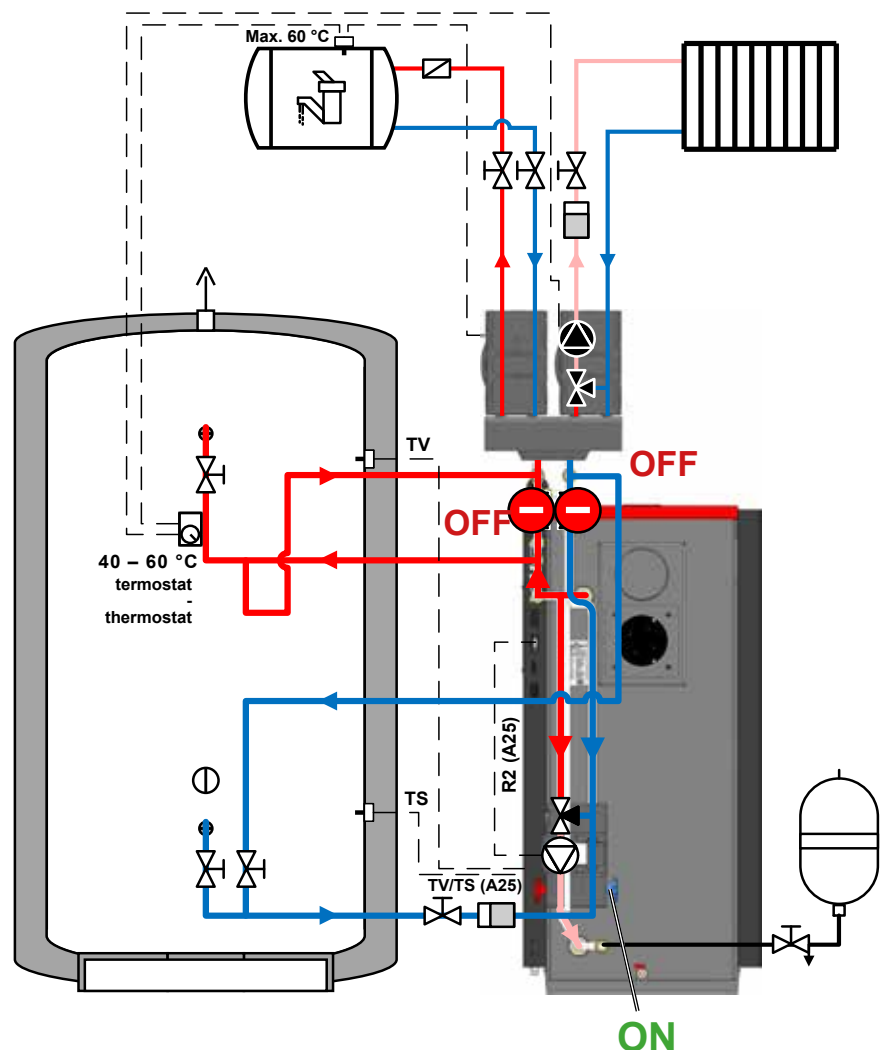 Max. 60 °C
TV
OFF
OFF
40 – 60 °C
termostat
-
thermostat
R2 (A25)
TS
TV/TS (A25)
ON